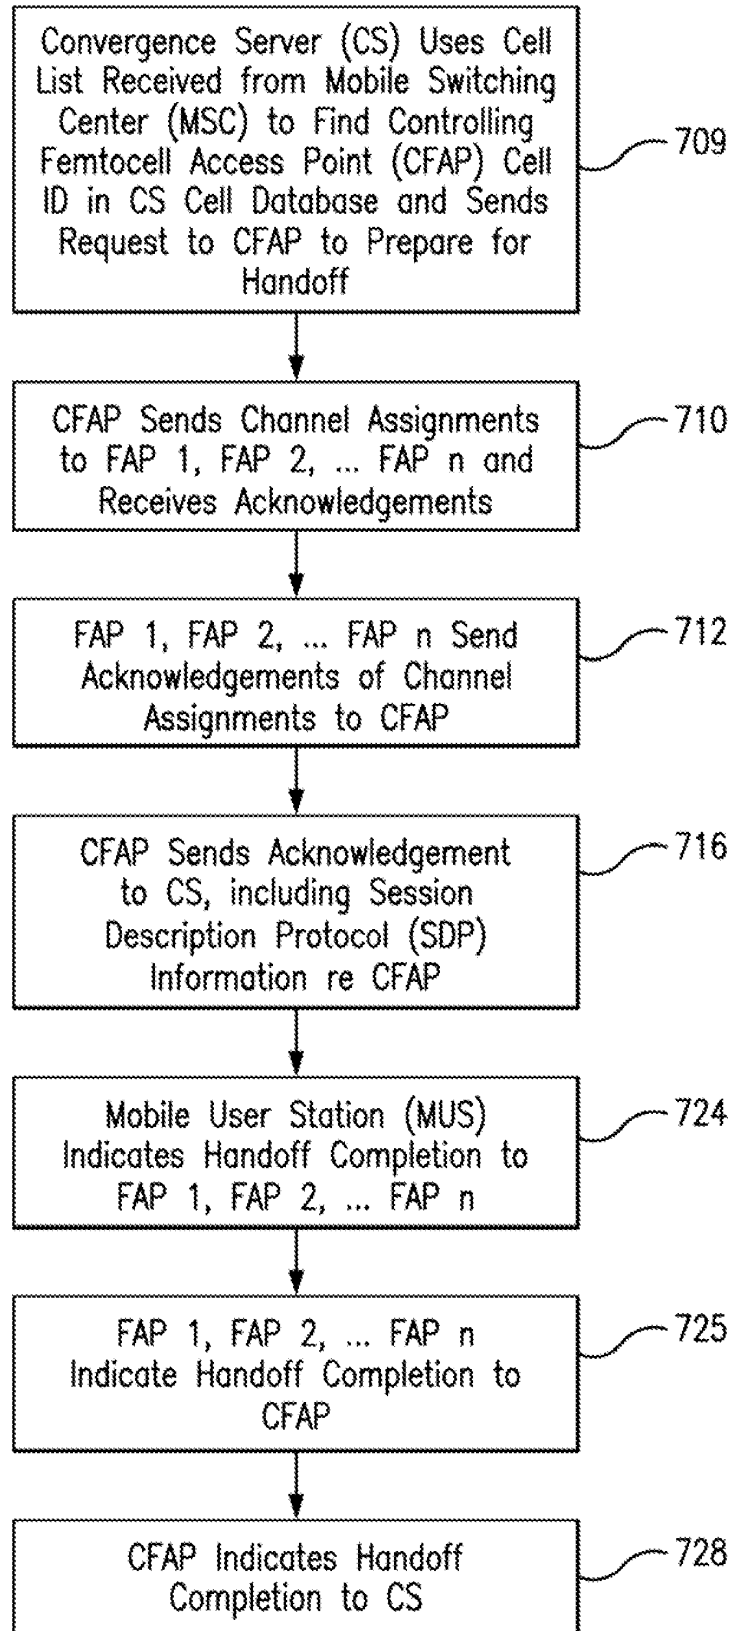 Convergence Server (CS) Uses Cell
List Received from Mobile Switching
Center (MSC) to Find Controlling
Femtocell Access Point (CFAP) Cell
ID in CS Cell Database and Sends
Request to CFAP to Prepare for
Handoff
709
CFAP Sends Channel Assignments
to FAP 1, FAP 2, ... FAP n and
Receives Acknowledgements
710
FAP 1, FAP 2, ... FAP n Send
Acknowledgements of Channel
Assignments to CFAP
712
CFAP Sends Acknowledgement
to CS, including Session
Description Protocol (SDP)
Information re CFAP
716
Mobile User Station (MUS)
Indicates Handoff Completion to
FAP 1, FAP 2, ... FAP n
724
FAP 1, FAP 2, ... FAP n
Indicate Handoff Completion to
CFAP
725
CFAP Indicates Handoff
Completion to CS
728